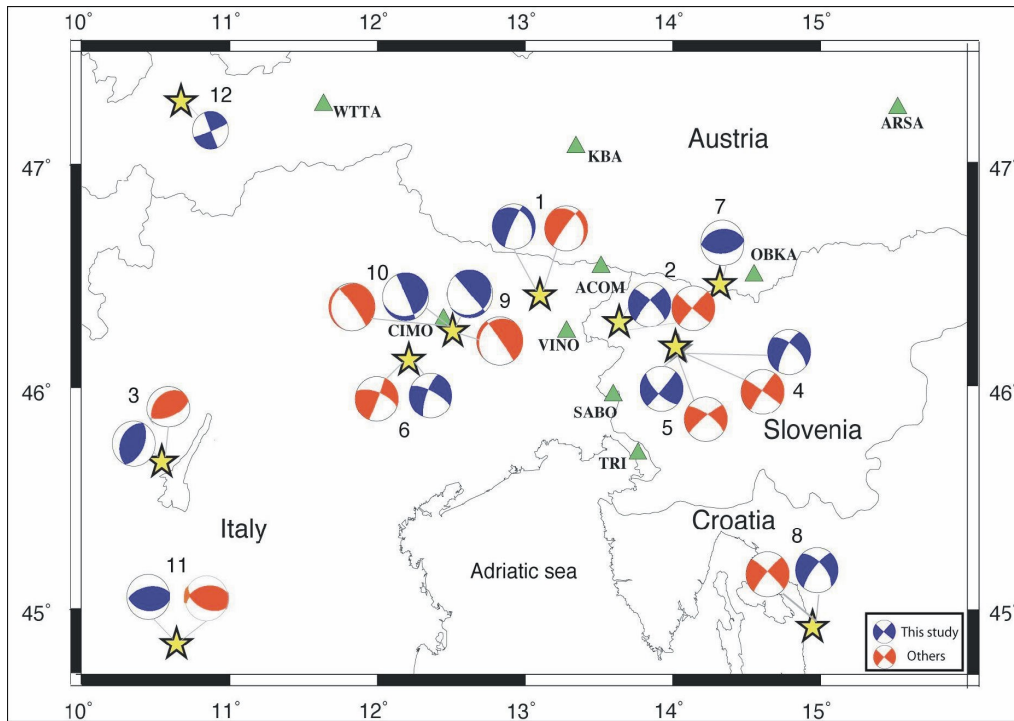 10° 11° 12° 13° 14° 15°
12
WTTA
ARSA
Austria
KBA
47° 47°
1
7
OBKA
10
2
ACOM
9
CIMO
VINO
46° 46°
3
4
SABO
5
6
Slovenia
TRI
Italy
Croatia
8
11
Adriatic sea
45° 45°
This study
Others
10° 11° 12° 13° 14° 15°